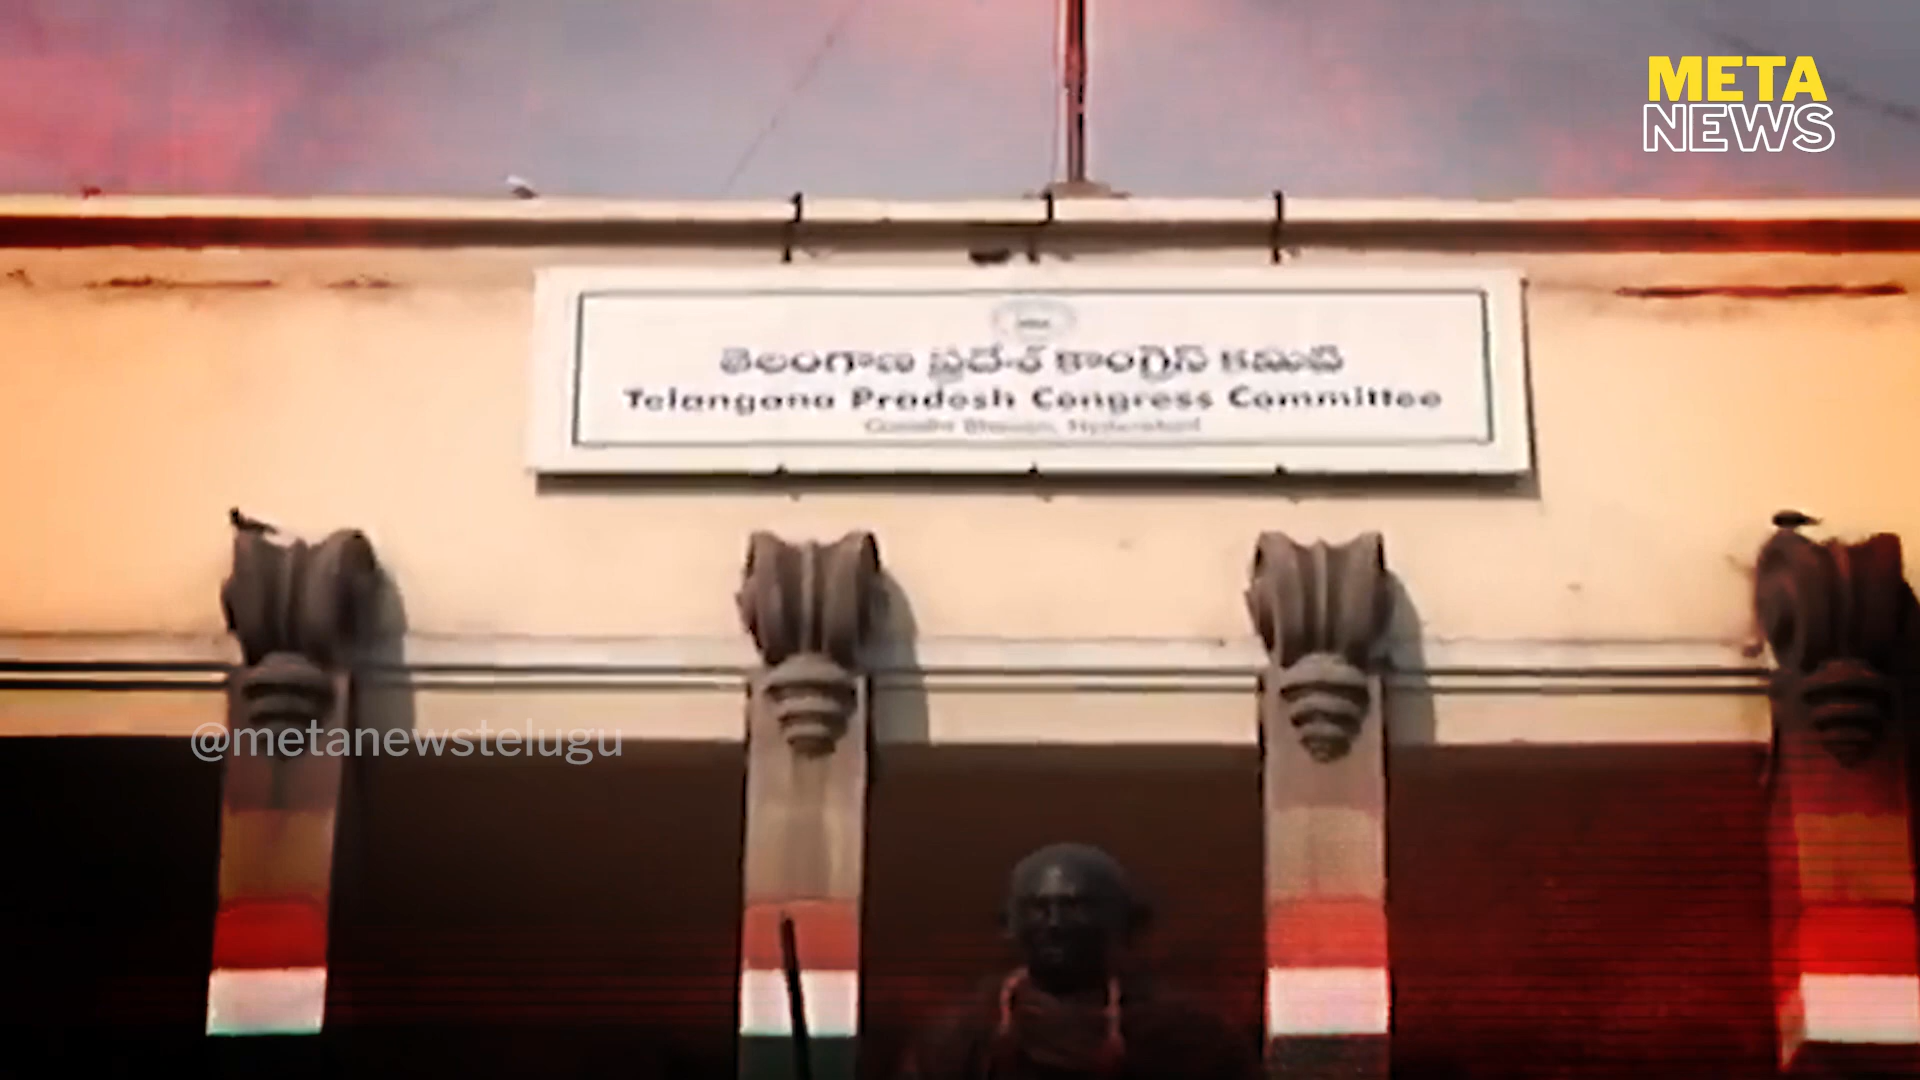 META
NEWS
తెలంగాణ ప్రదేశ్ కాంగ్రెస్ కమిటి
Telangana Pradesh Congress Committee
Gandhi Bhavan, Hyderabad
@metanewstelugu